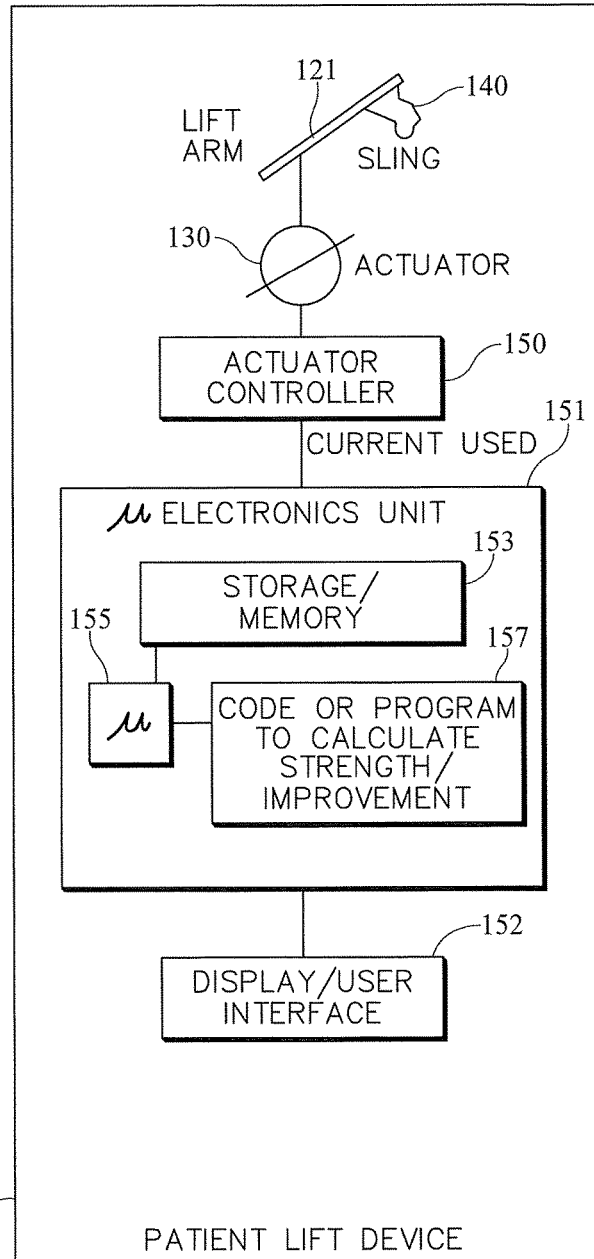 121
140
LIFT
ARM
SLING
130
ACTUATOR
ACTUATOR
CONTROLLER
150
CURRENT USED
151
μ ELECTRONICS UNIT
153
STORAGE/
MEMORY
155
157
μ
CODE OR PROGRAM
TO CALCULATE
STRENGTH/
IMPROVEMENT
152
DISPLAY/USER
INTERFACE
PATIENT LIFT DEVICE